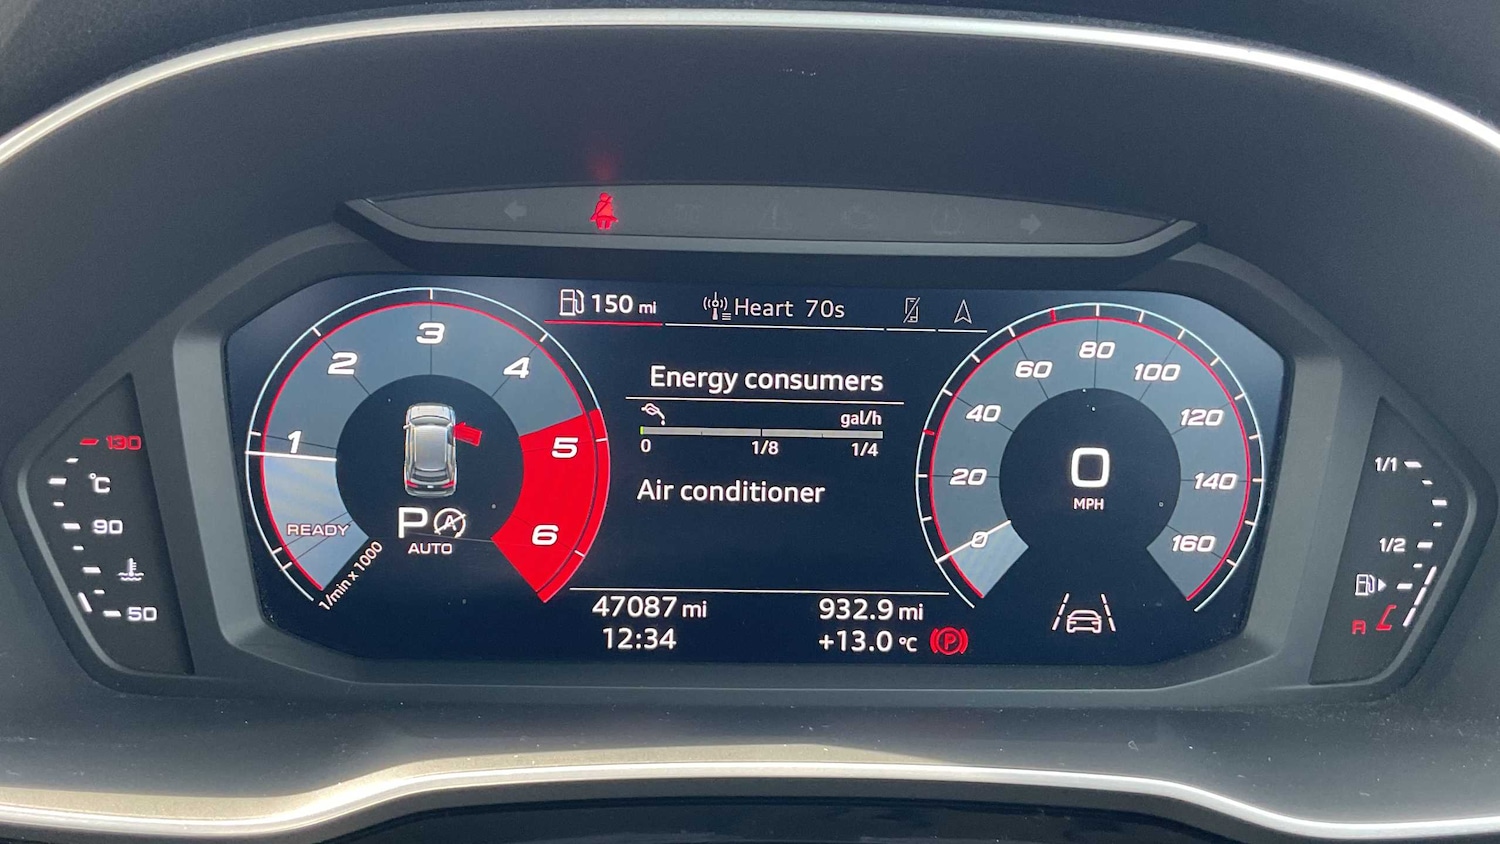 150 mi
Heart 70s
Energy consumers
gal/h
0 1/8 1/4
Air conditioner
47087 mi
932.9 mi
12:34
+13.0 °C
P
1
2
3
4
5
6
READY
P A
AUTO
1/min x 1000
0
20
40
60
80
100
120
140
160
0
MPH
130
°C
90
50
1/1
1/2
R